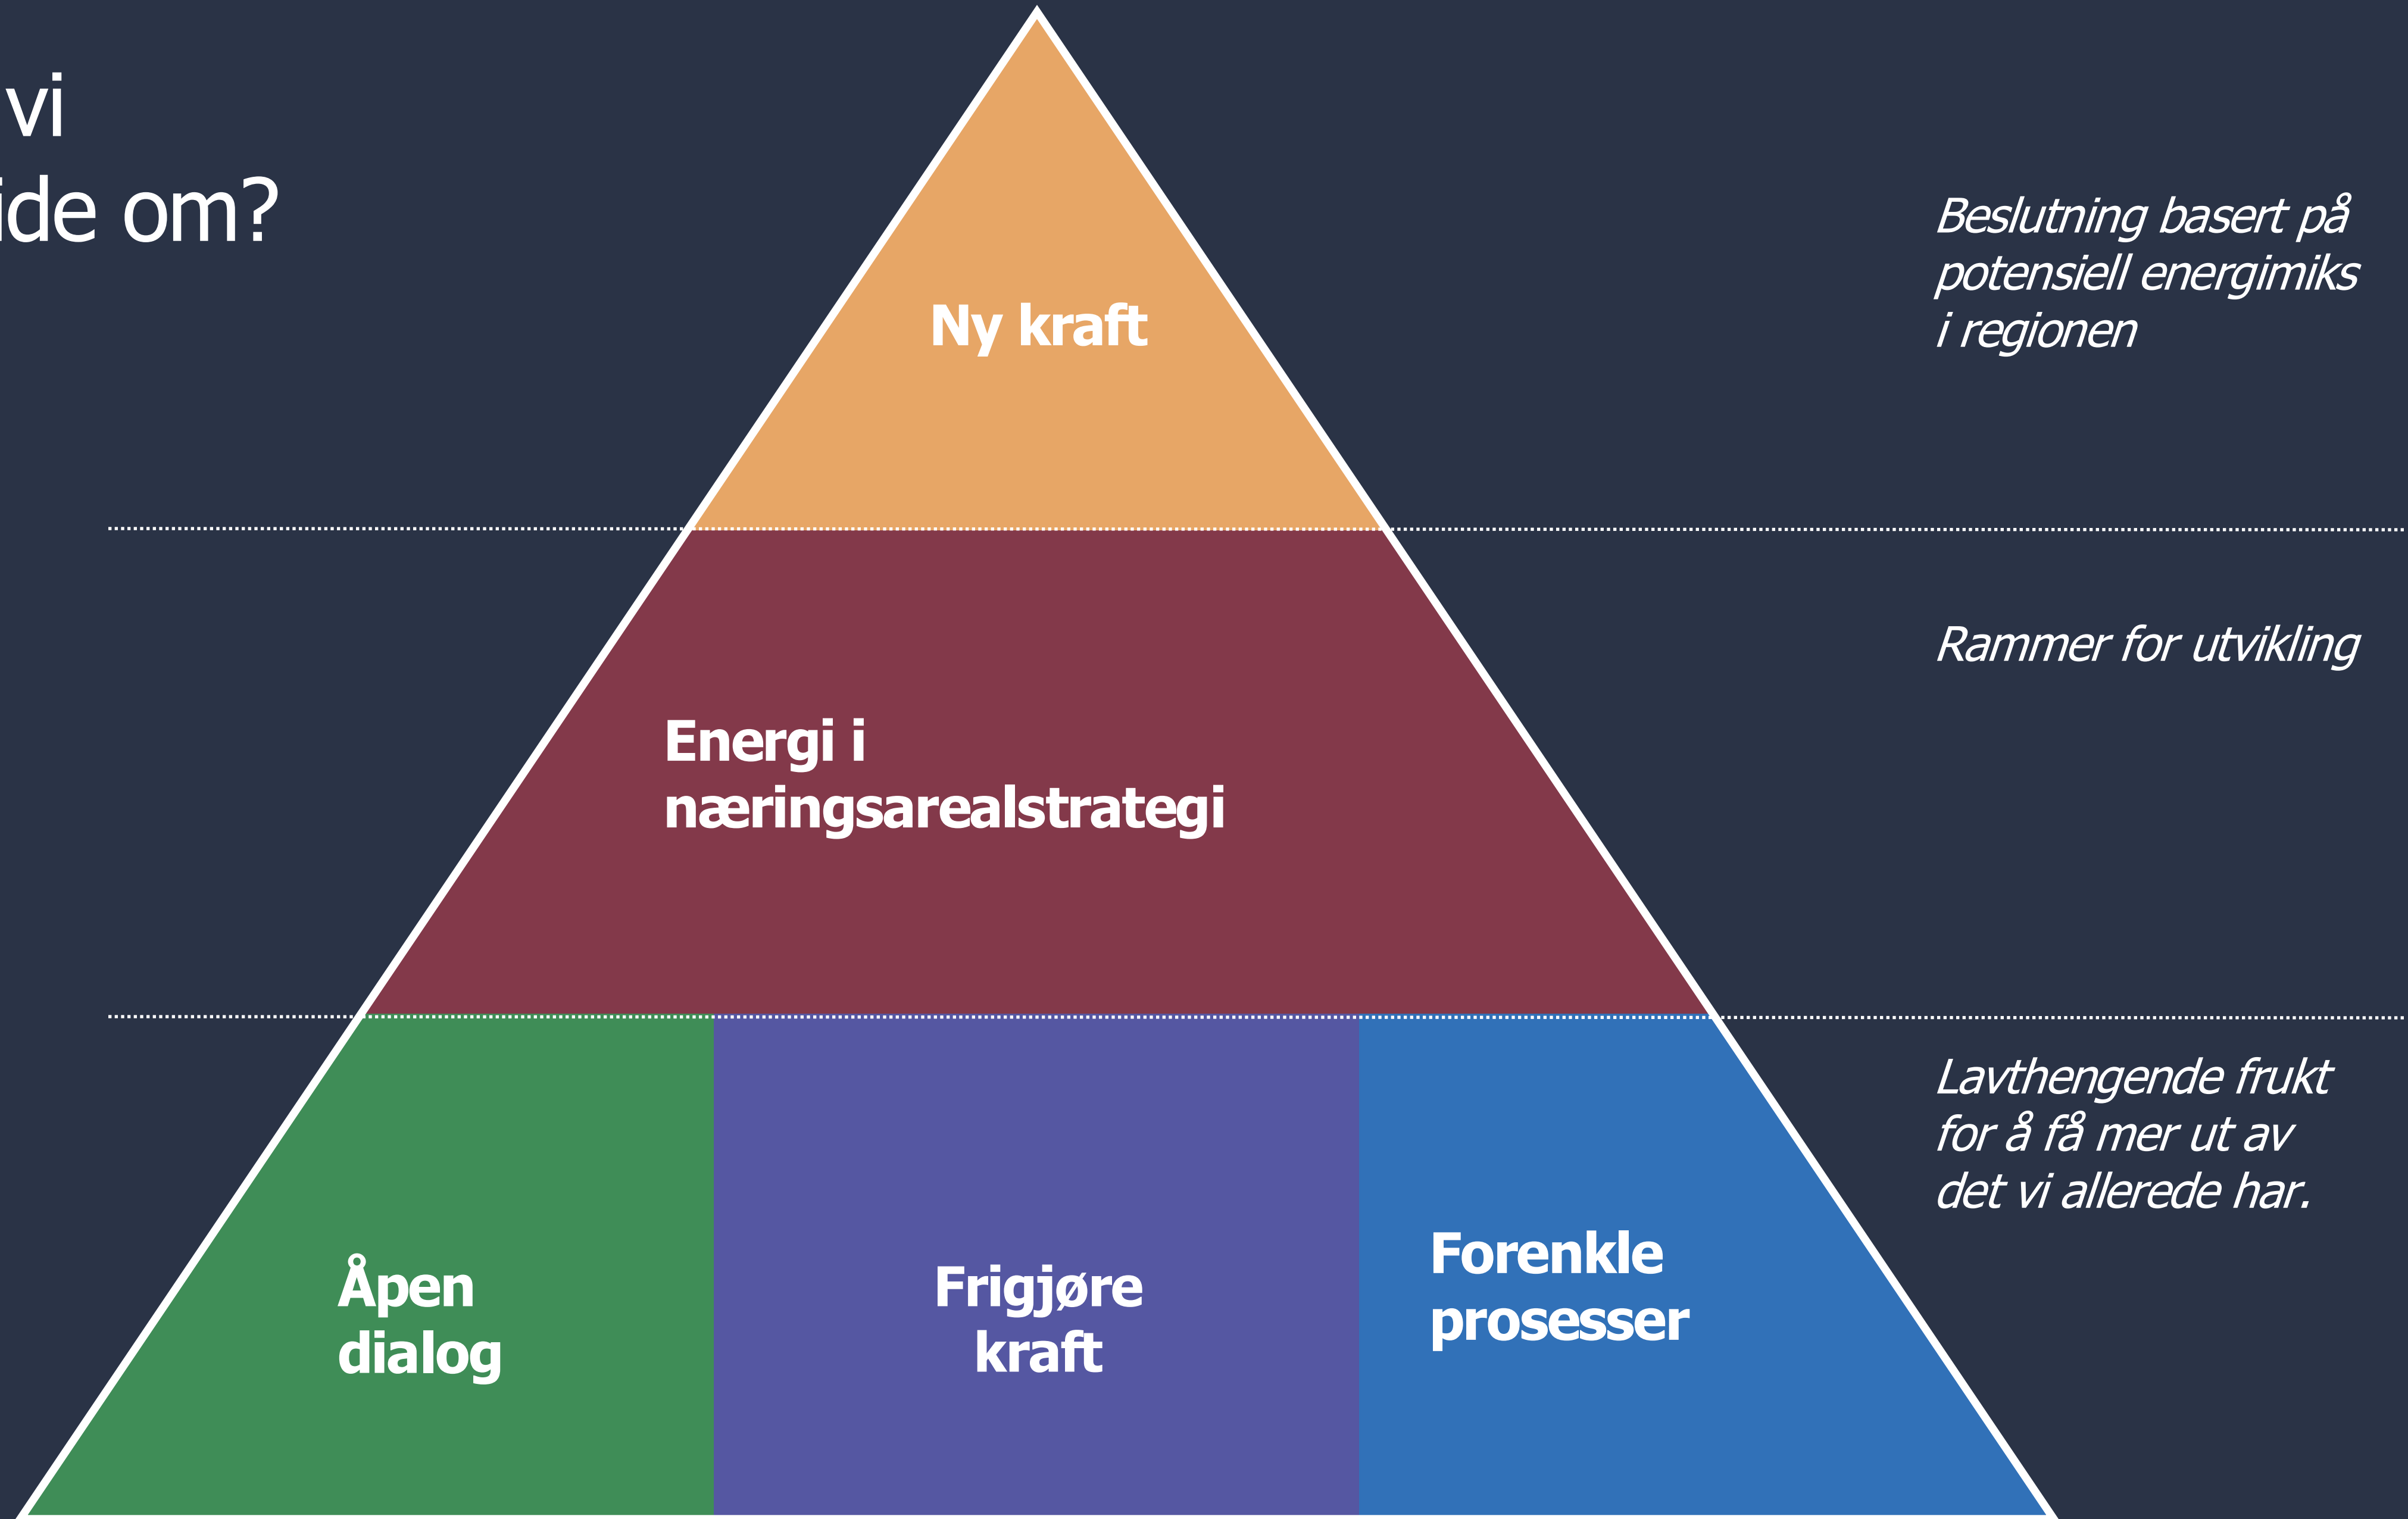 vi
ide om?
Beslutning basert på
potensiell energimiks
i regionen
Ny kraft
Rammer for utvikling
Energi i
næringsarealstrategi
Lavthengende frukt
for å få mer ut av
det vi allerede har.
Åpen
dialog
Frigjøre
kraft
Forenkle
prosesser